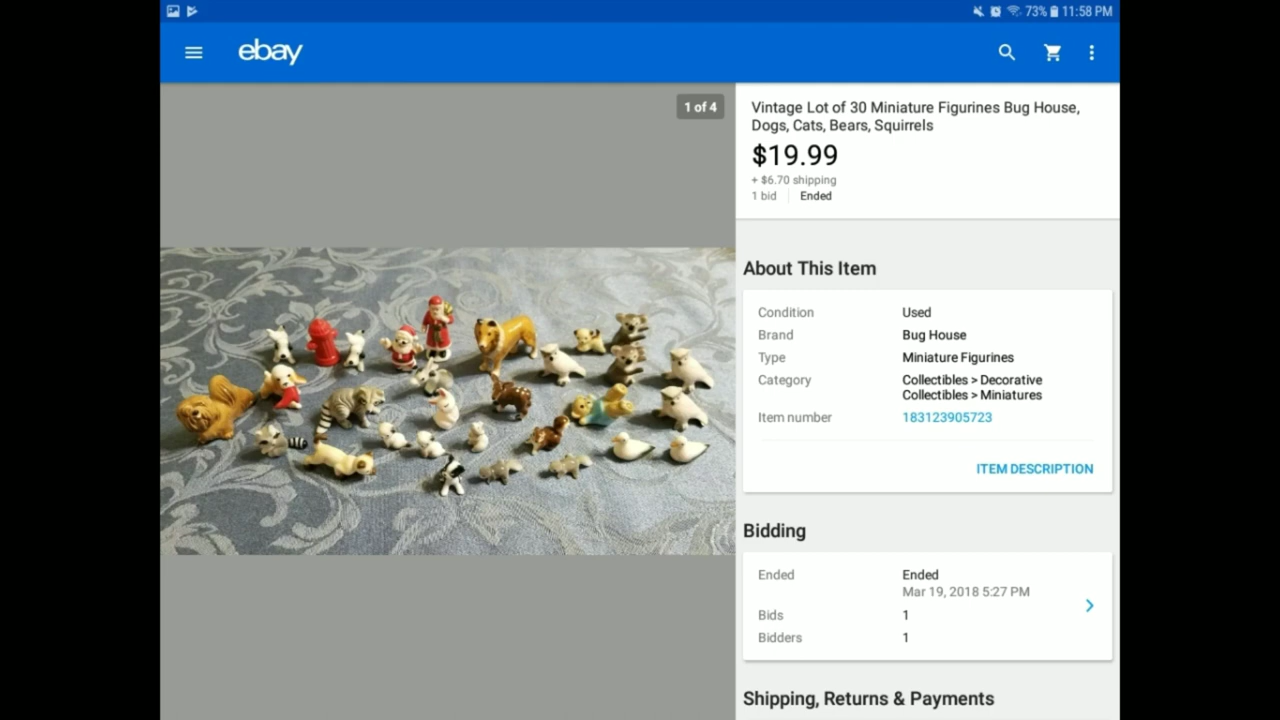 73% 11:58 PM
ebay
1 of 4
Vintage Lot of 30 Miniature Figurines Bug House,
Dogs, Cats, Bears, Squirrels
$19.99
+ $6.70 shipping
1 bid Ended
About This Item
Condition Used
Brand Bug House
Type Miniature Figurines
Category Collectibles > Decorative
Collectibles > Miniatures
Item number 183123905723
ITEM DESCRIPTION
Bidding
Ended Ended
Mar 19, 2018 5:27 PM
Bids 1
Bidders 1
Shipping, Returns & Payments